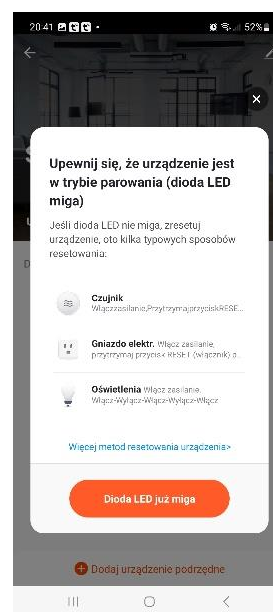 20:41
52%
Upewnij się, że urządzenie jest
w trybie parowania (dioda LED
miga)
Jeśli dioda LED nie miga, zresetuj
urządzenie, oto kilka typowych sposobów
resetowania:
Czujnik
Włączzasilanie,PrzytrzymajprzyciskRESE...
Gniazdo elektr. Włącz zasilanie,
przytrzymaj przycisk RESET (włącznik) p...
Oświetlenia Włącz zasilanie,
Włącz-Wyłącz-Włącz-Wyłącz-Włącz
Więcej metod resetowania urządzenia>
Dioda LED już miga
Dodaj urządzenie podrzędne